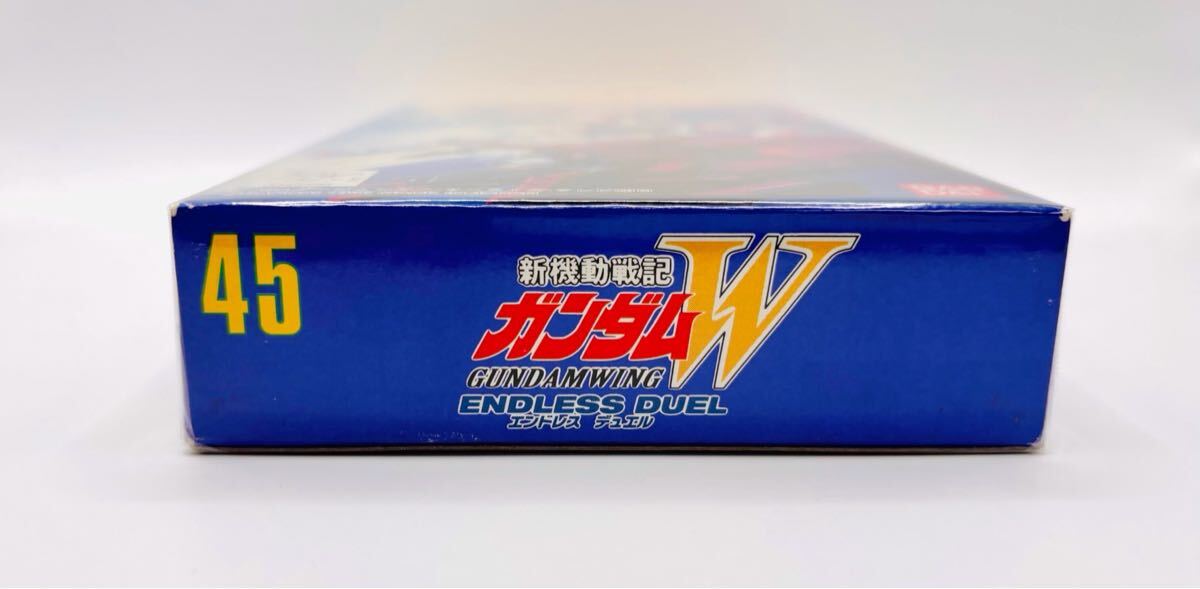 45
新機動戦記
ガンダムW
GUNDAMWING
ENDLESS DUEL
エンドレス デュエル